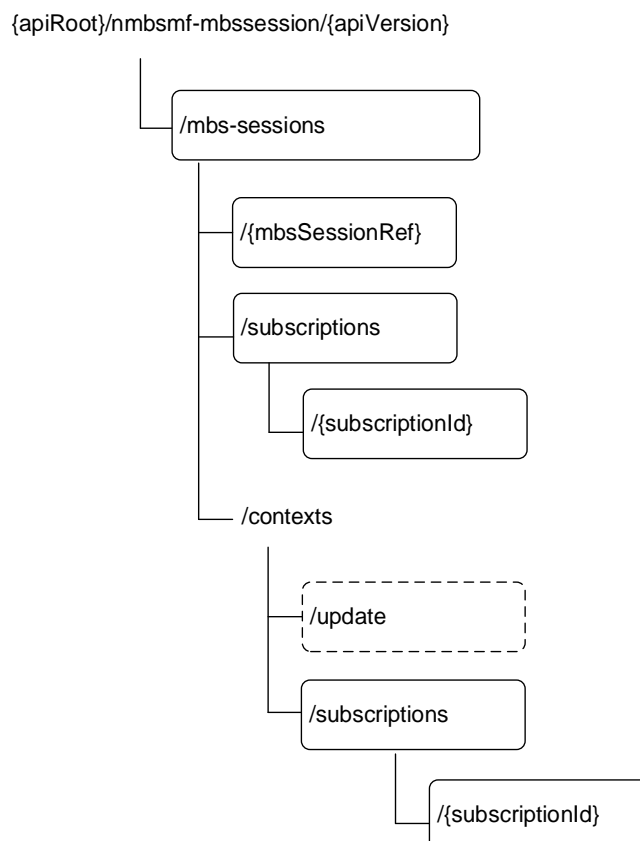 {apiRoot}/nmbsmf-mbssession/{apiVersion}
/mbs-sessions
/{mbsSessionRef}
/subscriptions
/{subscriptionId}
/contexts
/update
/subscriptions
/{subscriptionId}